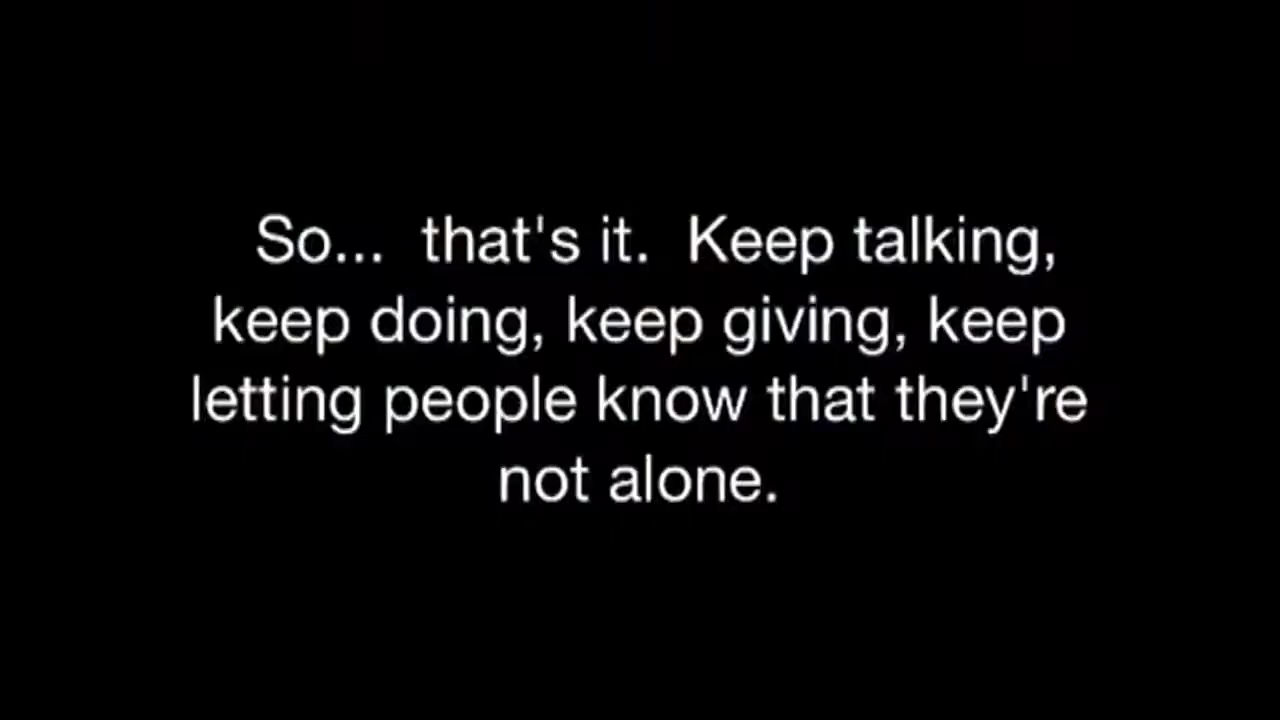 So...  that's it.  Keep talking,
keep doing, keep giving, keep
letting people know that they're
not alone.